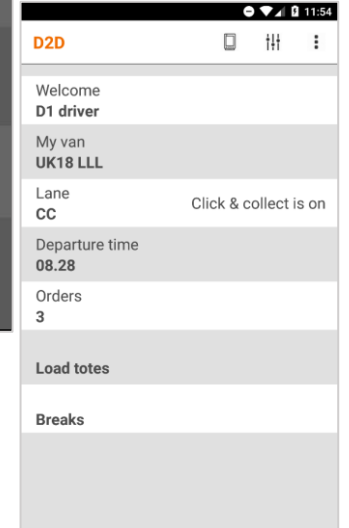 11:54
D2D
Welcome
D1 driver
My van
UK18 LLL
Lane
CC
Click & collect is on
Departure time
08.28
Orders
3
Load totes
Breaks